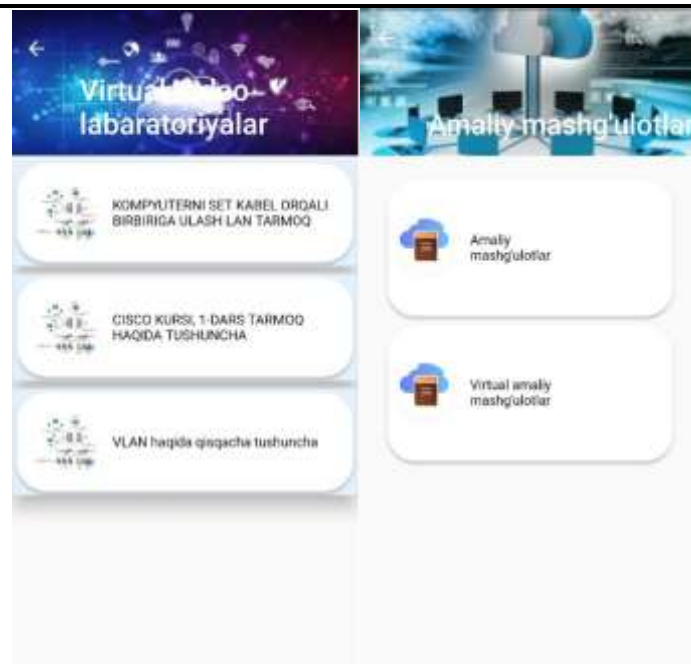 Virtual video-
labaratoriyalar
KOMPYUTERNI SET KABEL ORQALI
BIRBIRIGA ULASH LAN TARMOQ
CISCO KURSI, 1-DARS TARMOQ
HAQIDA TUSHUNCHA
VLAN haqida qisqacha tushuncha
Amaliy mashg'ulotlar
Amaliy
mashg'ulotlar
Virtual amaliy
mashg'ulotlar